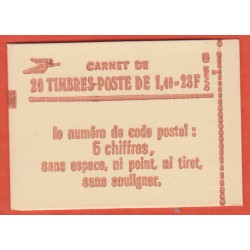 CARNET DE
20 TIMBRES-POSTE DE 1,40=28F
le numéro de code postal :
5 chiffres,
sans espace, ni point, ni tiret,
sans souligner.